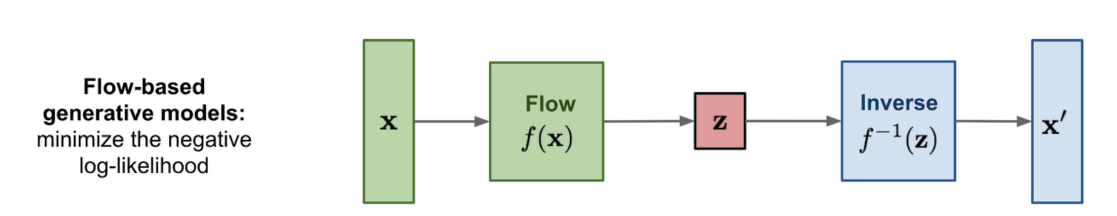 Flow-based
generative models:
minimize the negative
log-likelihood
x
Flow
f(x)
z
Inverse
f⁻¹(z)
x′